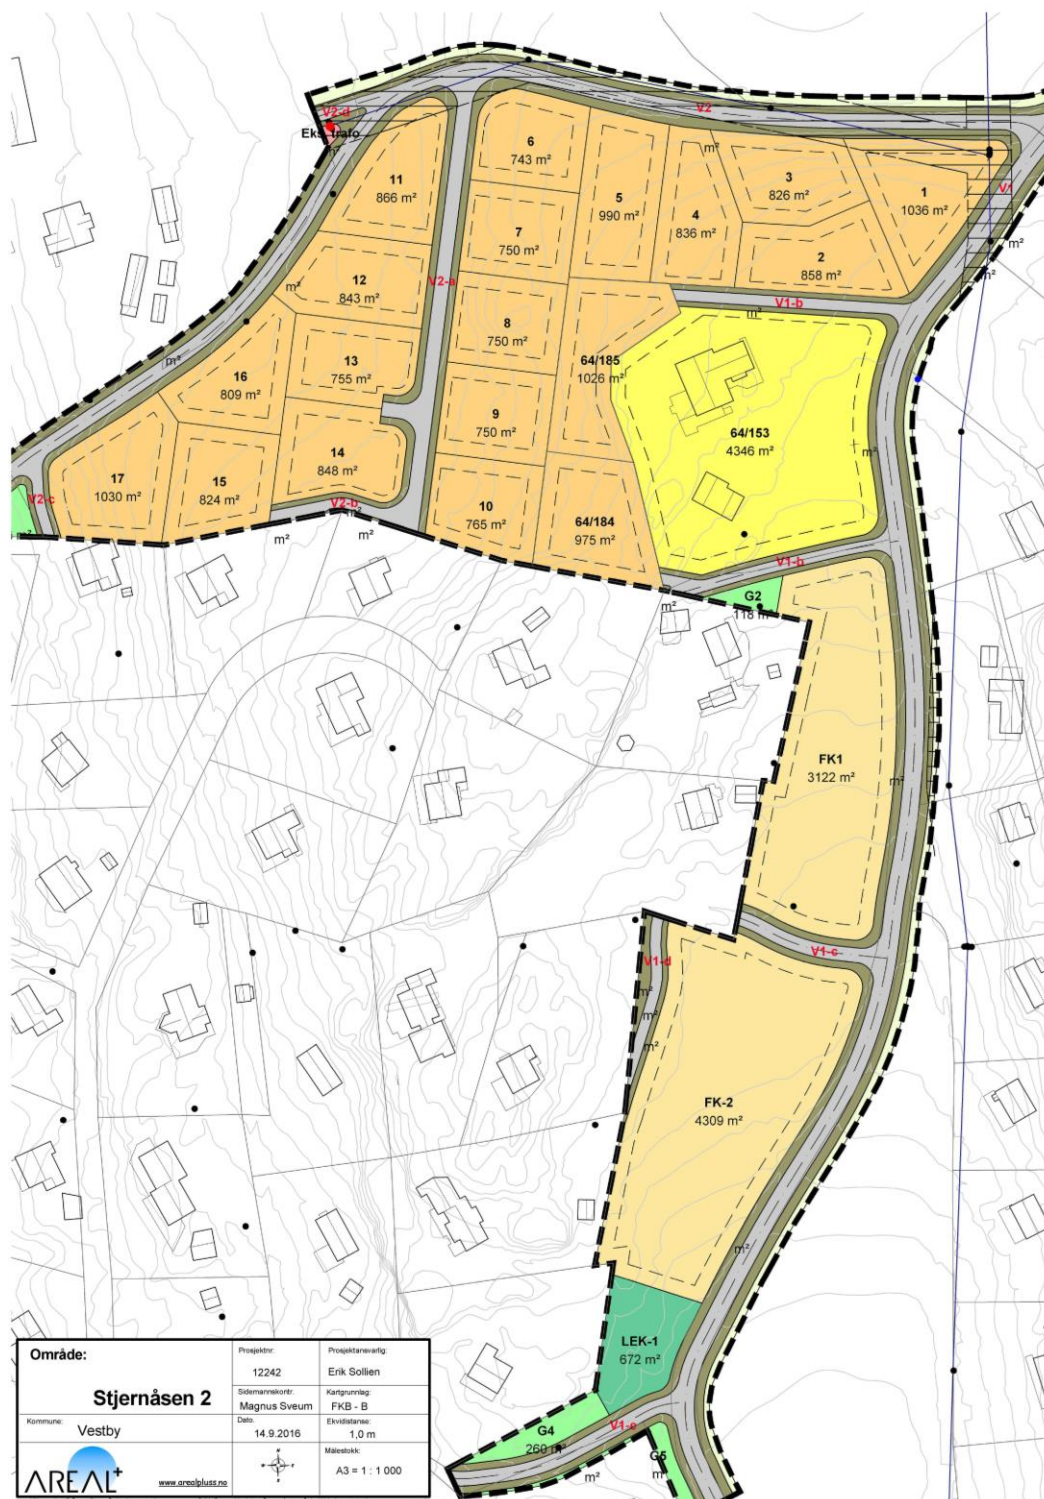 V2-d
V2
Eks. trafo
m²
m²
V1
m²
m²
6
743 m²
11
866 m²
5
990 m²
4
836 m²
3
826 m²
1
1036 m²
7
750 m²
2
858 m²
12
843 m²
V2-a
m²
V1-b
m²
8
750 m²
13
755 m²
64/185
1026 m²
m²
16
809 m²
9
750 m²
64/153
4346 m²
m²
14
848 m²
17
1030 m²
15
824 m²
V2-c
m²
V2-b
m²
m²
m²
10
765 m²
64/184
975 m²
V1-b
m²
G2
118 m²
FK1
3122 m²
m²
V1-c
V1-d
m²
m²
m²
FK-2
4309 m²
m²
LEK-1
672 m²
V1-e
G4
260 m²
m²
G5
m²
Område:
Stjernåsen 2
Prosjektnr:
12242
Prosjektansvarlig:
Erik Sollien
Sidemannskontr.
Magnus Sveum
Kartgrunnlag:
FKB - B
Kommune:
Vestby
Dato.
14.9.2016
Ekvidistanse:
1,0 m
AREAL+
www.arealpluss.no
Målestokk:
A3 = 1 : 1 000